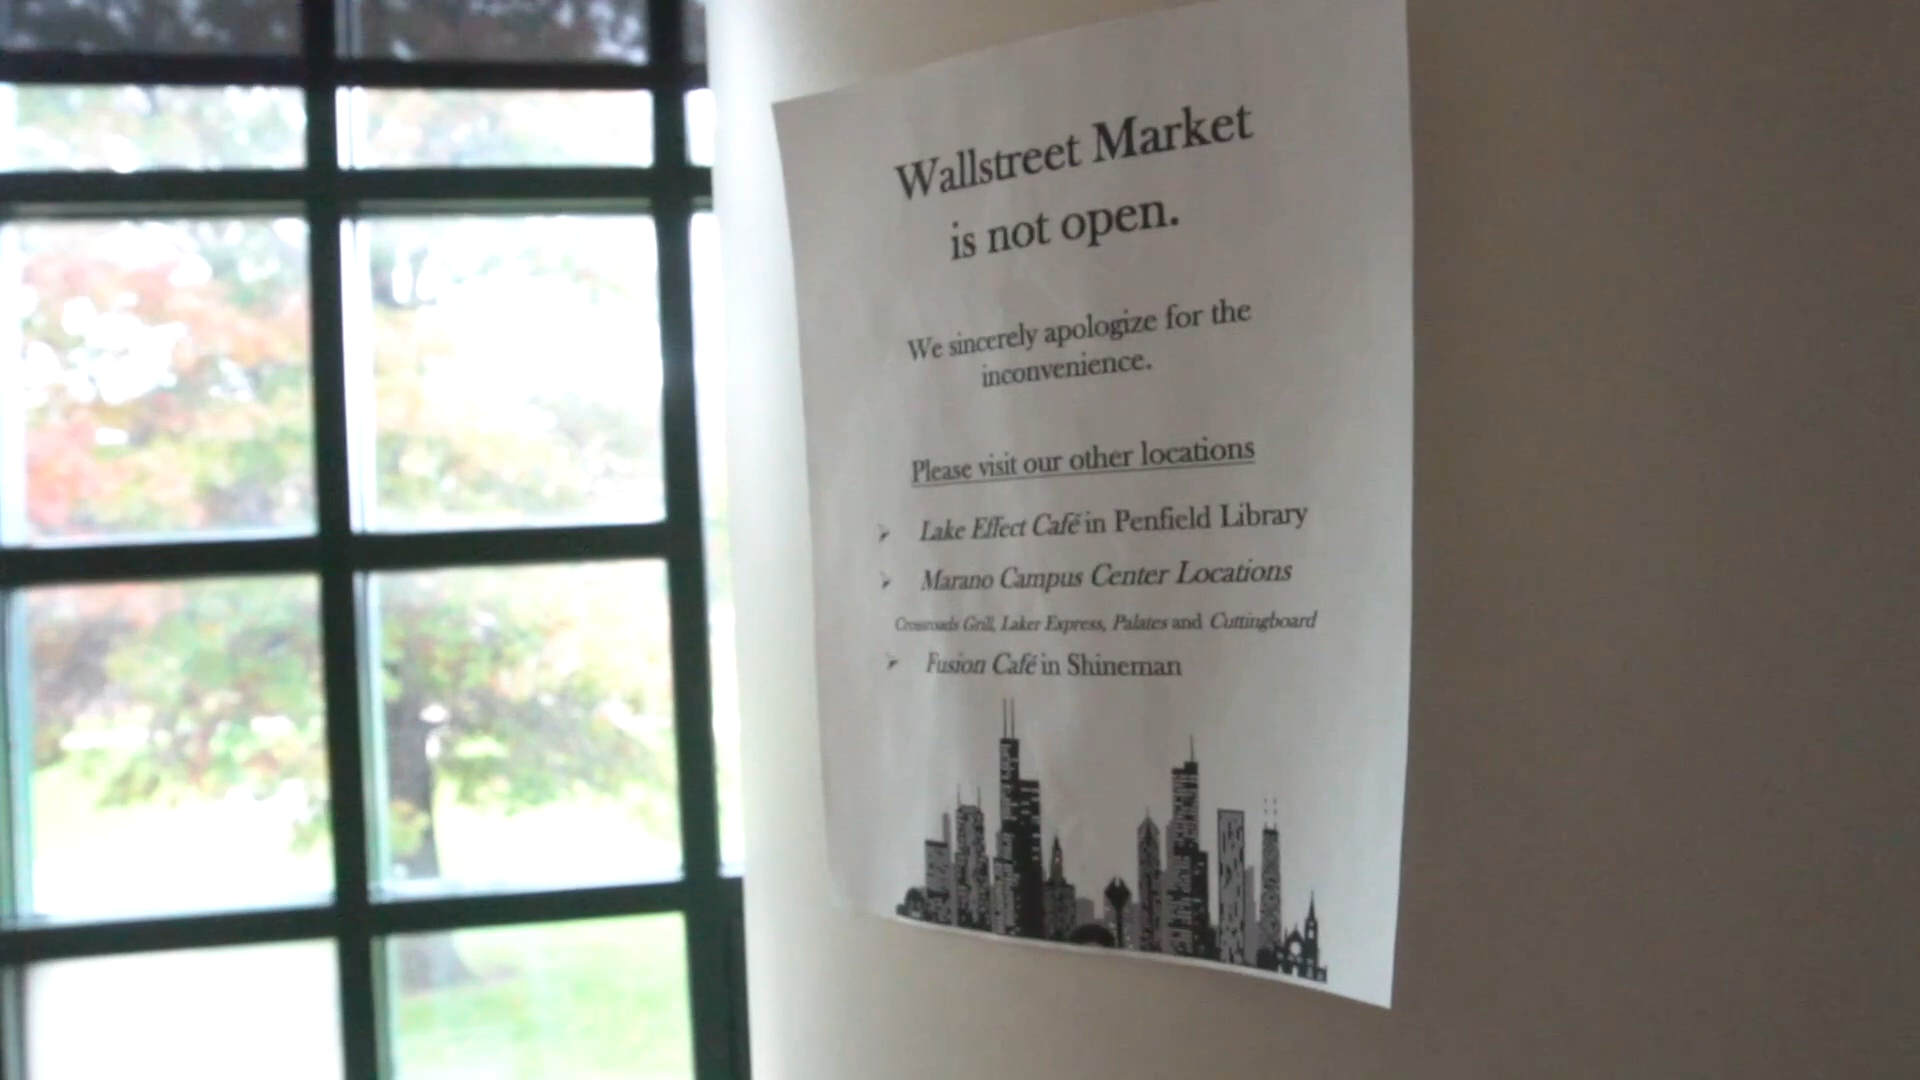 Wallstreet Market
is not open.
We sincerely apologize for the
inconvenience.
Please visit our other locations
➢ Lake Effect Café in Penfield Library
➢ Marano Campus Center Locations
Crossroads Grill, Laker Express, Palates and Cuttingboard
➢ Fusion Café in Shineman